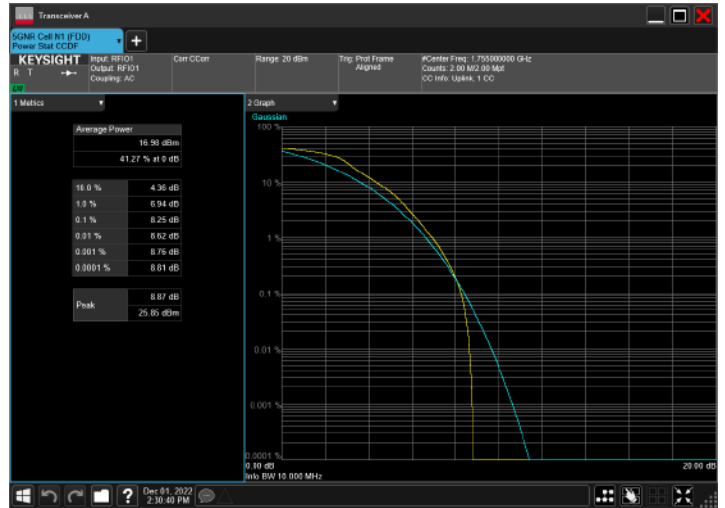 Transceiver A
5GNR Cell N1 (FDD)
Power Stat CCDF
KEYSIGHT
R T
Input: RFIO1
Output: RFIO1
Coupling: AC
Corr CCorr
Range: 20 dBm
Trig: Prot Frame
Aligned
#Center Freq: 1.755000000 GHz
Counts: 2.00 M/2.00 Mpt
CC Info: Uplink, 1 CC
1 Metrics
Average Power
16.98 dBm
41.27 % at 0 dB
10.0 % 4.36 dB
1.0 % 6.94 dB
0.1 % 8.25 dB
0.01 % 8.62 dB
0.001 % 8.76 dB
0.0001 % 8.81 dB
Peak
8.87 dB
25.85 dBm
2 Graph
Gaussian
100 %
10 %
1 %
0.1 %
0.01 %
0.001 %
0.0001 %
0.00 dB
20.00 dB
Info BW 10.000 MHz
?
Dec 01, 2022
2:30:40 PM